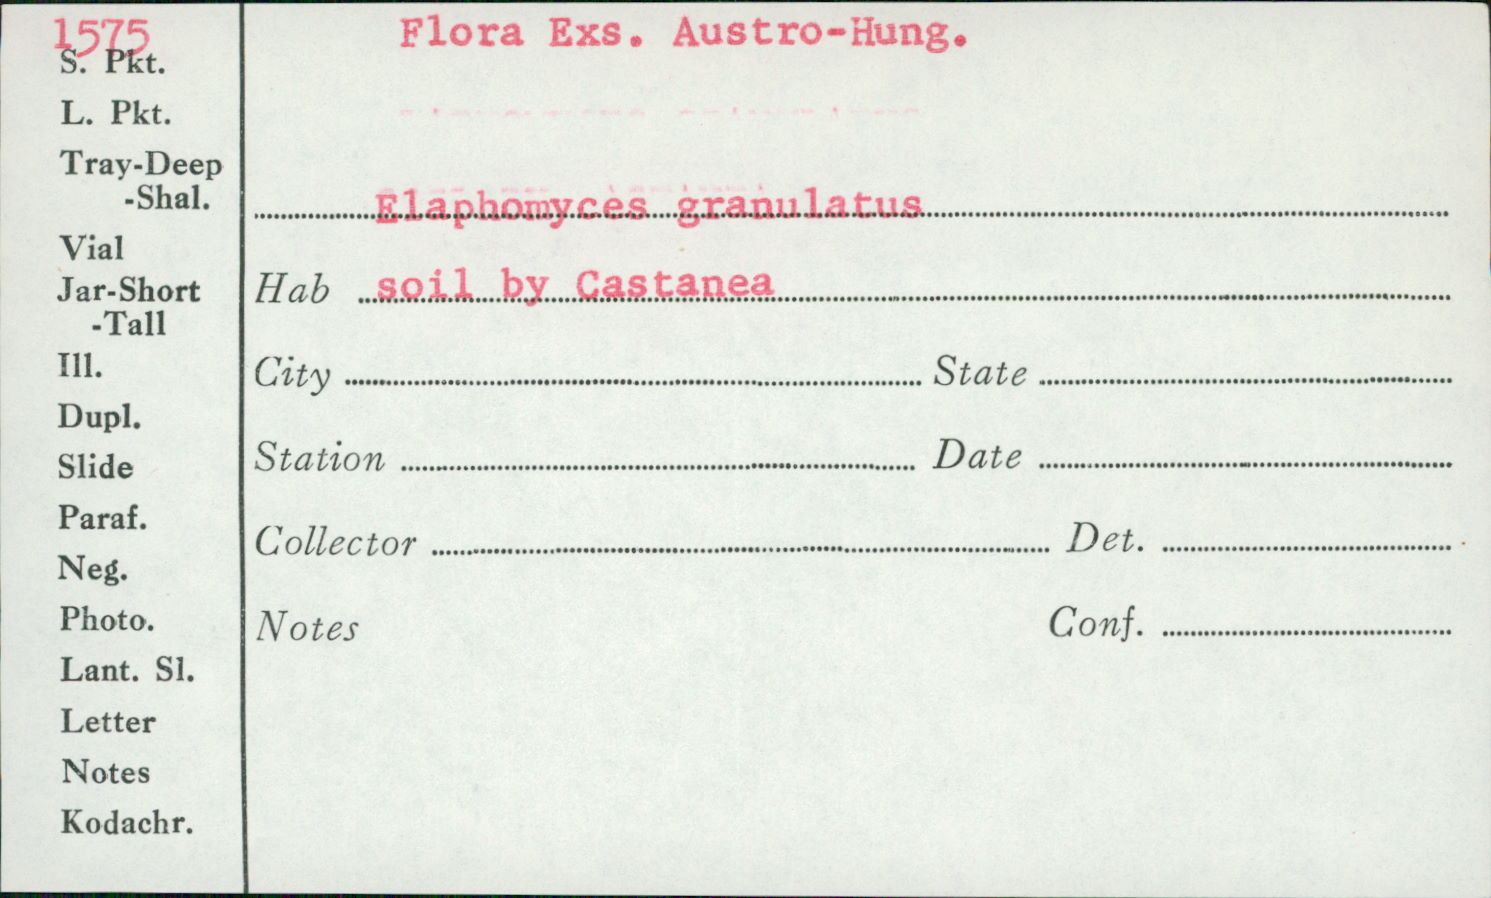 1575
Flora Exs. Austro-Hung.
S. Pkt.
L. Pkt.
Tray-Deep
-Shal.
Elaphomyces granulatus
Vial
Jar-Short
-Tall
Hab soil by Castanea
Ill.
City State
Dupl.
Slide
Station Date
Paraf.
Collector Det.
Neg.
Photo.
Notes Conf.
Lant. Sl.
Letter
Notes
Kodachr.